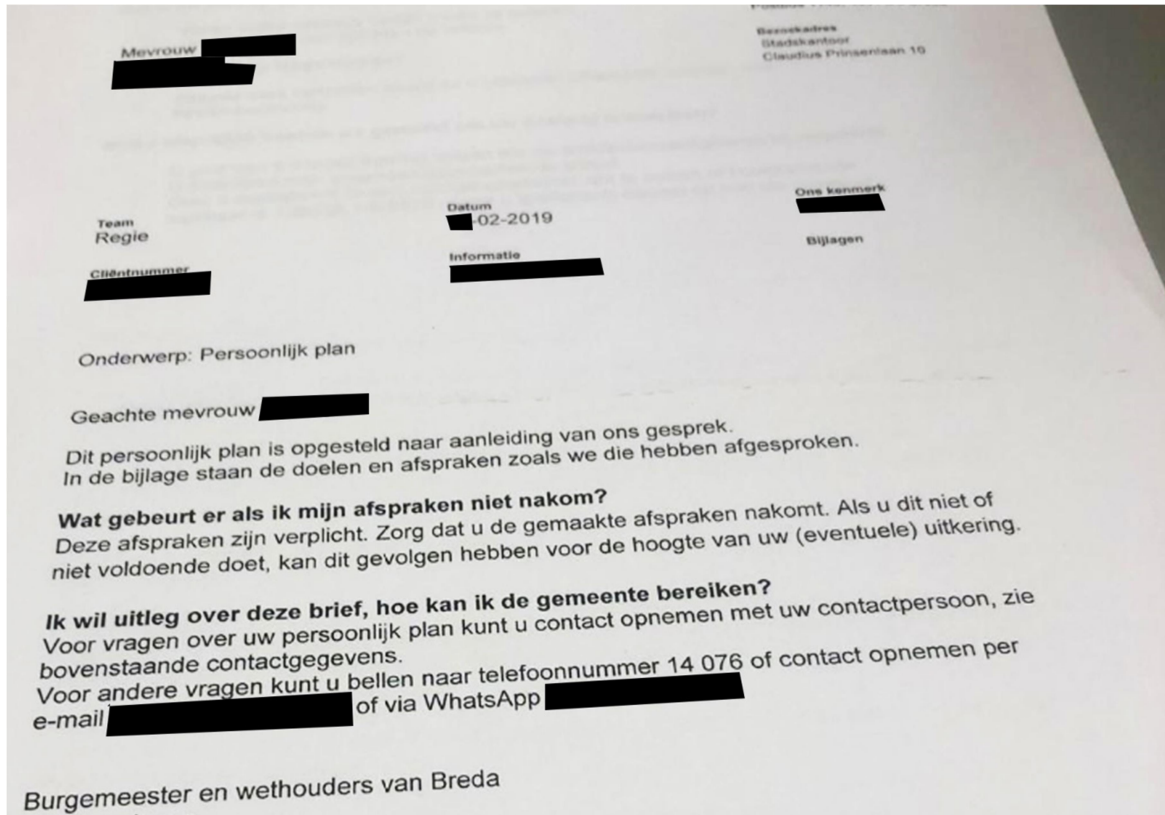 Mevrouw
Bezoekadres
Stadskantoor
Claudius Prinsenlaan 10
Team
Regie
Datum
-02-2019
Ons kenmerk
Cliëntnummer
Informatie
Bijlagen
Onderwerp: Persoonlijk plan
Geachte mevrouw
Dit persoonlijk plan is opgesteld naar aanleiding van ons gesprek.
In de bijlage staan de doelen en afspraken zoals we die hebben afgesproken.
Wat gebeurt er als ik mijn afspraken niet nakom?
Deze afspraken zijn verplicht. Zorg dat u de gemaakte afspraken nakomt. Als u dit niet of
niet voldoende doet, kan dit gevolgen hebben voor de hoogte van uw (eventuele) uitkering.
Ik wil uitleg over deze brief, hoe kan ik de gemeente bereiken?
Voor vragen over uw persoonlijk plan kunt u contact opnemen met uw contactpersoon, zie
bovenstaande contactgegevens.
Voor andere vragen kunt u bellen naar telefoonnummer 14 076 of contact opnemen per
e-mail of via WhatsApp
Burgemeester en wethouders van Breda